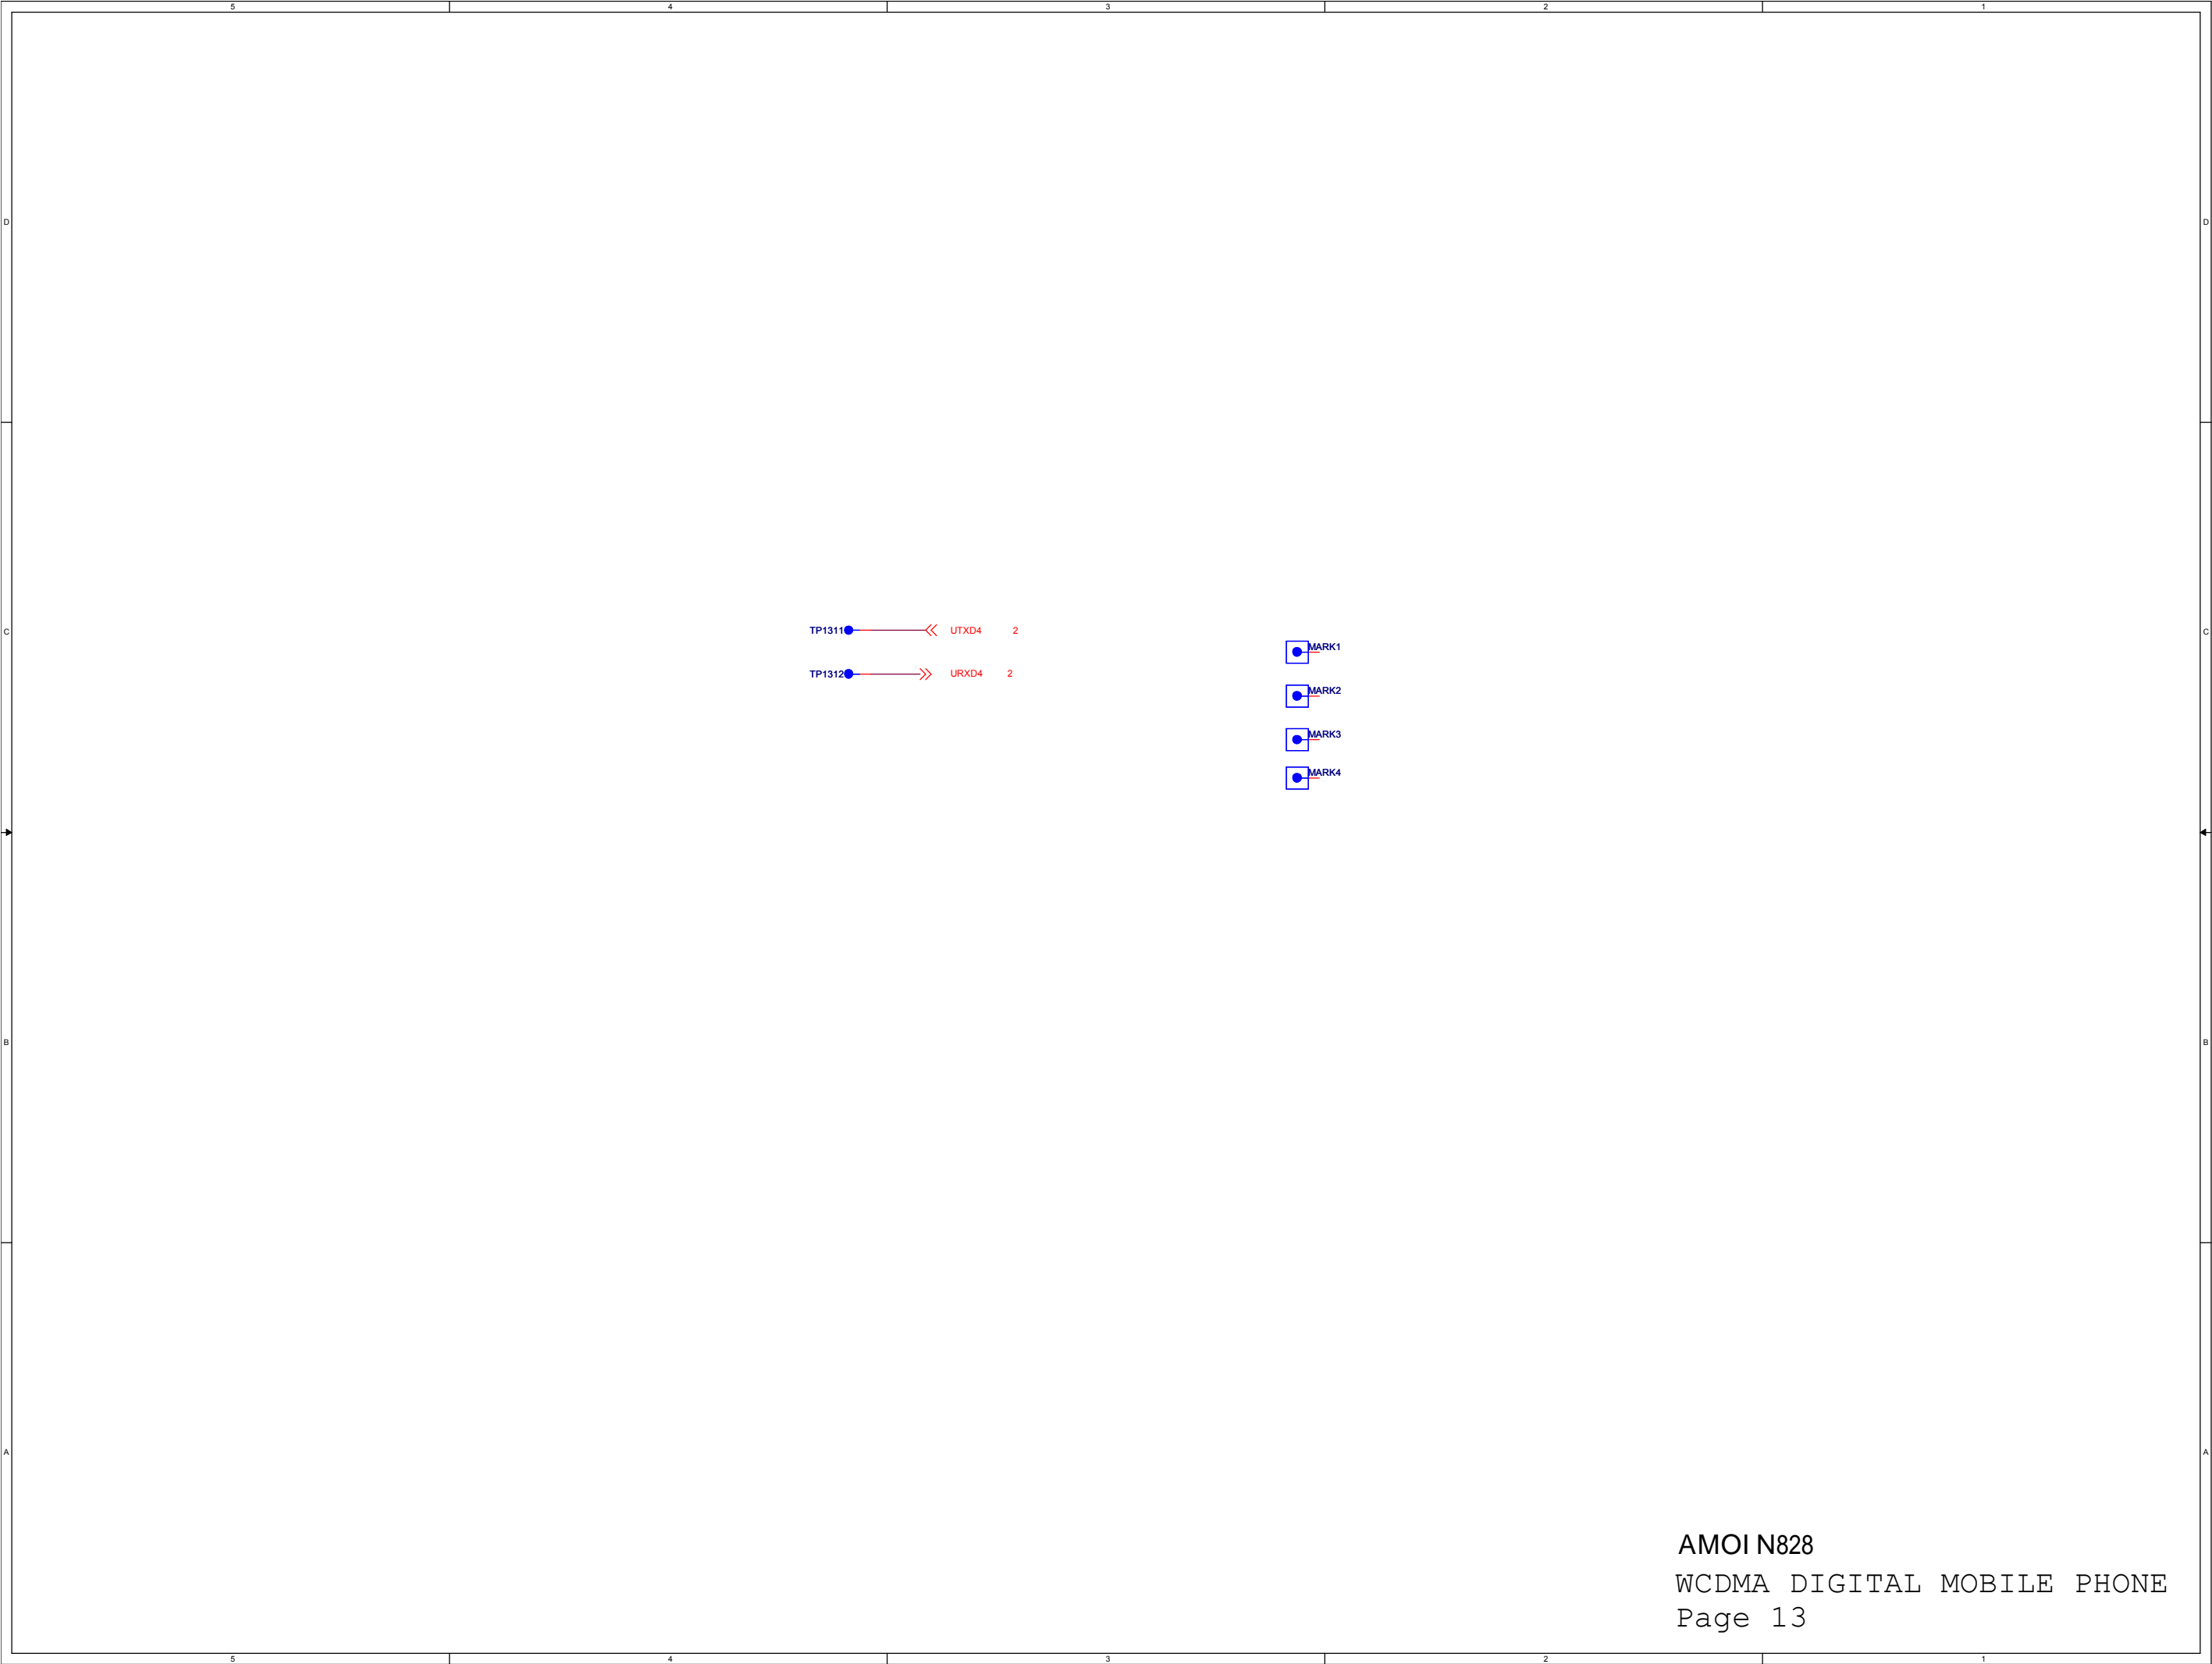 5 4 3 2 1
D D
TP1311 UTXD4 2
C C
MARK1
TP1312 URXD4 2
MARK2
MARK3
MARK4
B B
A A
AMOI N828
WCDMA DIGITAL MOBILE PHONE
Page 13
5 4 3 2 1